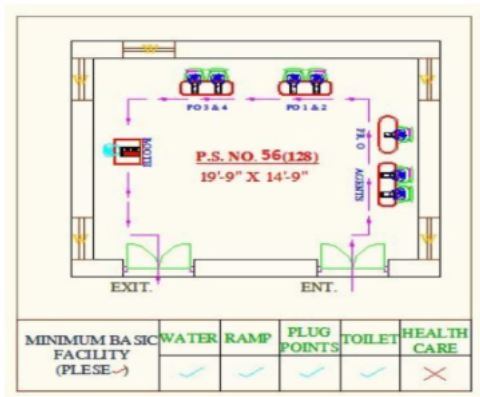 W
PO 3 & 4
PO 1 & 2
W
W
PR. O
BOOTH
P.S. NO. 56(128)
19'-9" X 14'-9"
AGENTS
W
W
EXIT.
ENT.
MINIMUM BASIC
FACILITY
(PLESE ✓)
WATER
RAMP
PLUG
POINTS
TOILET
HEALTH
CARE